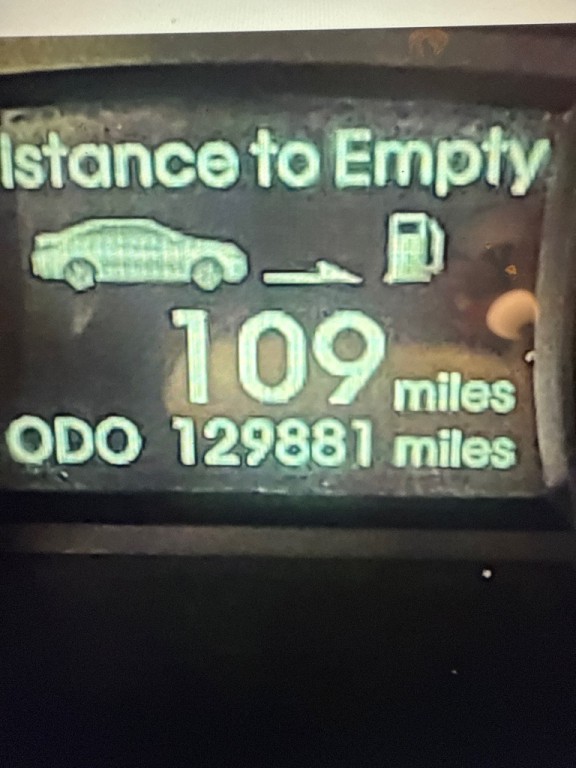 istance to Empty
109 miles
ODO 129881 miles